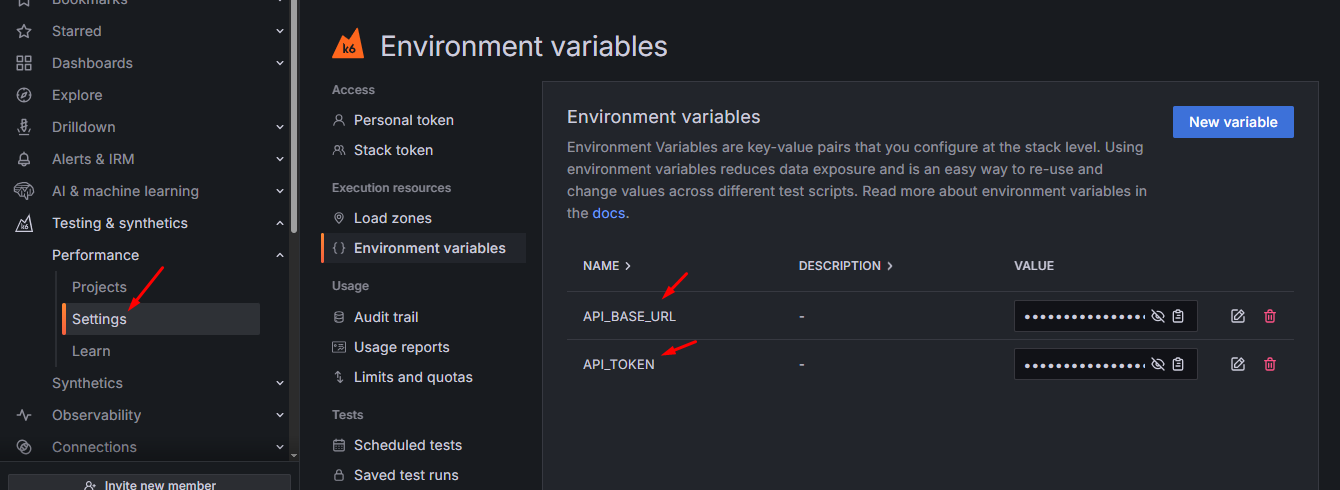 Bookmarks
Starred
Dashboards
Explore
Drilldown
Alerts & IRM
AI & machine learning
k6
Testing & synthetics
Performance
Projects
Settings
Learn
Synthetics
Observability
Connections
Invite new member
k6
Environment variables
Access
Personal token
Stack token
Execution resources
Load zones
Environment variables
Usage
Audit trail
Usage reports
Limits and quotas
Tests
Scheduled tests
Saved test runs
Environment variables
New variable
Environment Variables are key-value pairs that you configure at the stack level. Using
environment variables reduces data exposure and is an easy way to re-use and
change values across different test scripts. Read more about environment variables in
the docs.
NAME DESCRIPTION VALUE
API_BASE_URL -
API_TOKEN -